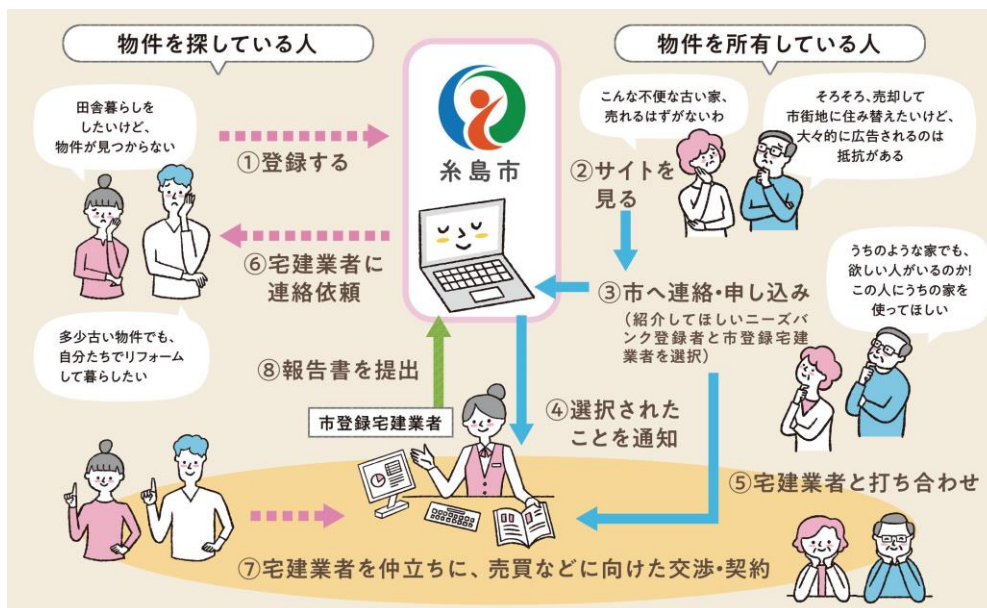 物件を探している人
物件を所有している人
田舎暮らしを
したいけど、
物件が見つからない
①登録する
糸島市
こんな不便な古い家、
売れるはずがないわ
そろそろ、売却して
市街地に住み替えたいけど、
大々的に広告されるのは
抵抗がある
②サイトを
見る
⑥宅建業者に
連絡依頼
③市へ連絡・申し込み
（紹介してほしいニーズバ
ンク登録者と市登録宅建
業者を選択）
うちのような家でも、
欲しい人がいるのか!
この人にうちの家を
使ってほしい
多少古い物件でも、
自分たちでリフォーム
して暮らしたい
⑧報告書を提出
市登録宅建業者
④選択された
ことを通知
⑤宅建業者と打ち合わせ
⑦宅建業者を仲立ちに、売買などに向けた交渉・契約